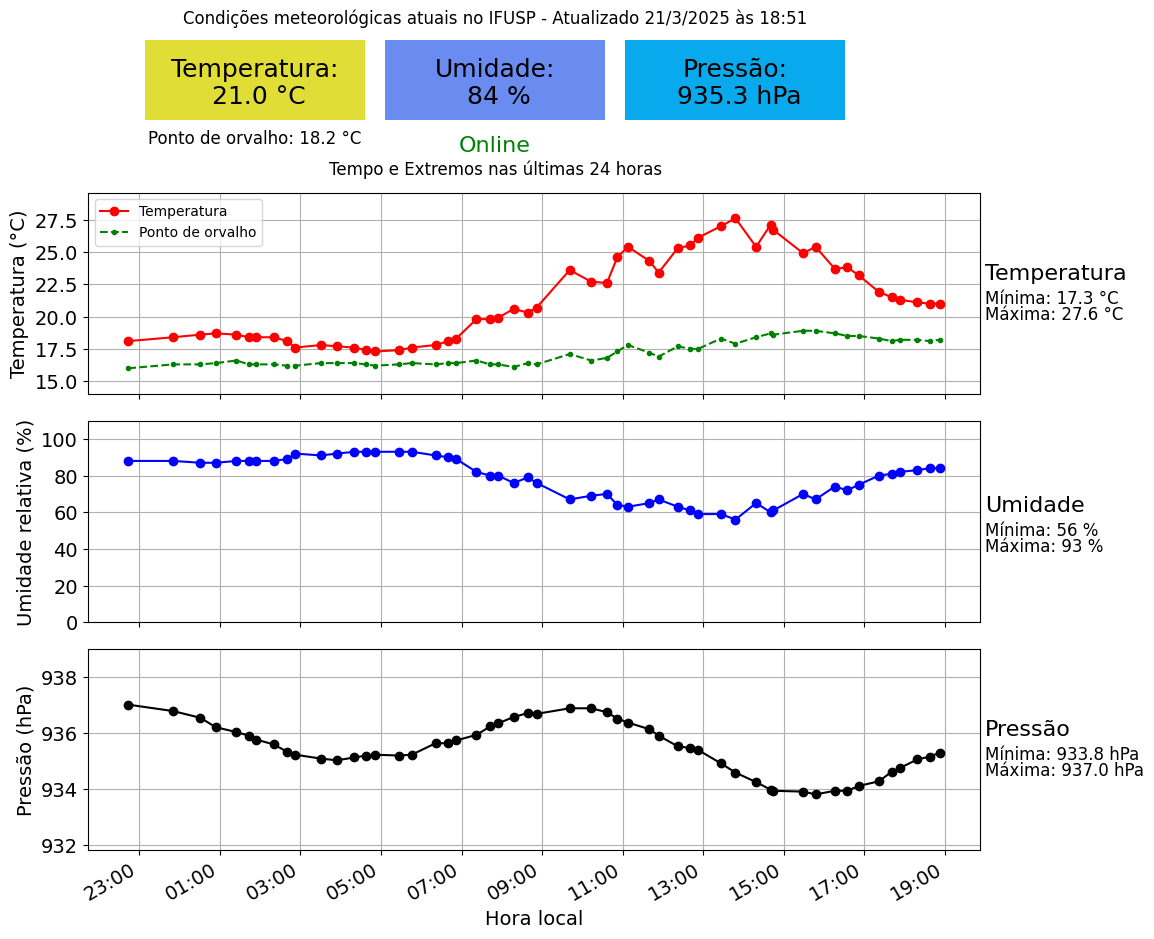 Condições meteorológicas atuais no IFUSP - Atualizado 21/3/2025 às 18:51
Temperatura:
21.0 °C
Umidade:
84 %
Pressão:
935.3 hPa
Ponto de orvalho: 18.2 °C
Online
Tempo e Extremos nas últimas 24 horas
Temperatura (°C)
27.5
25.0
22.5
20.0
17.5
15.0
Temperatura
Ponto de orvalho
Temperatura
Mínima: 17.3 °C
Máxima: 27.6 °C
Umidade relativa (%)
100
80
60
40
20
0
Umidade
Mínima: 56 %
Máxima: 93 %
Pressão (hPa)
938
936
934
932
Pressão
Mínima: 933.8 hPa
Máxima: 937.0 hPa
23:00 01:00 03:00 05:00 07:00 09:00 11:00 13:00 15:00 17:00 19:00
Hora local